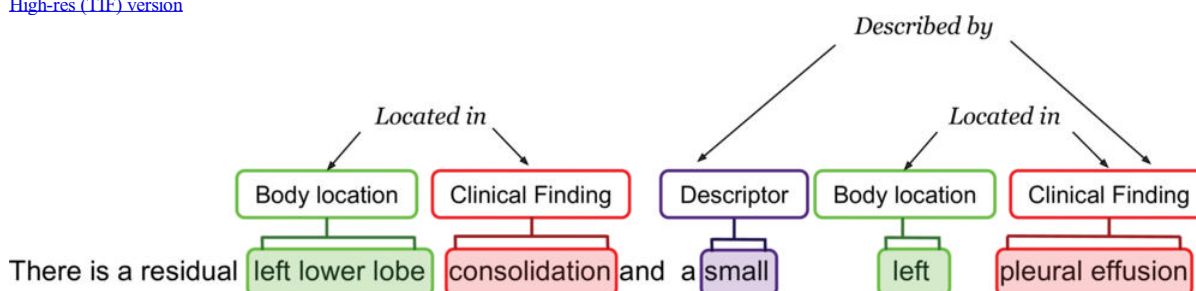 High-res (TIF) version
Described by
Located in Located in
Body location Clinical Finding Descriptor Body location Clinical Finding
There is a residual left lower lobe consolidation and a small left pleural effusion